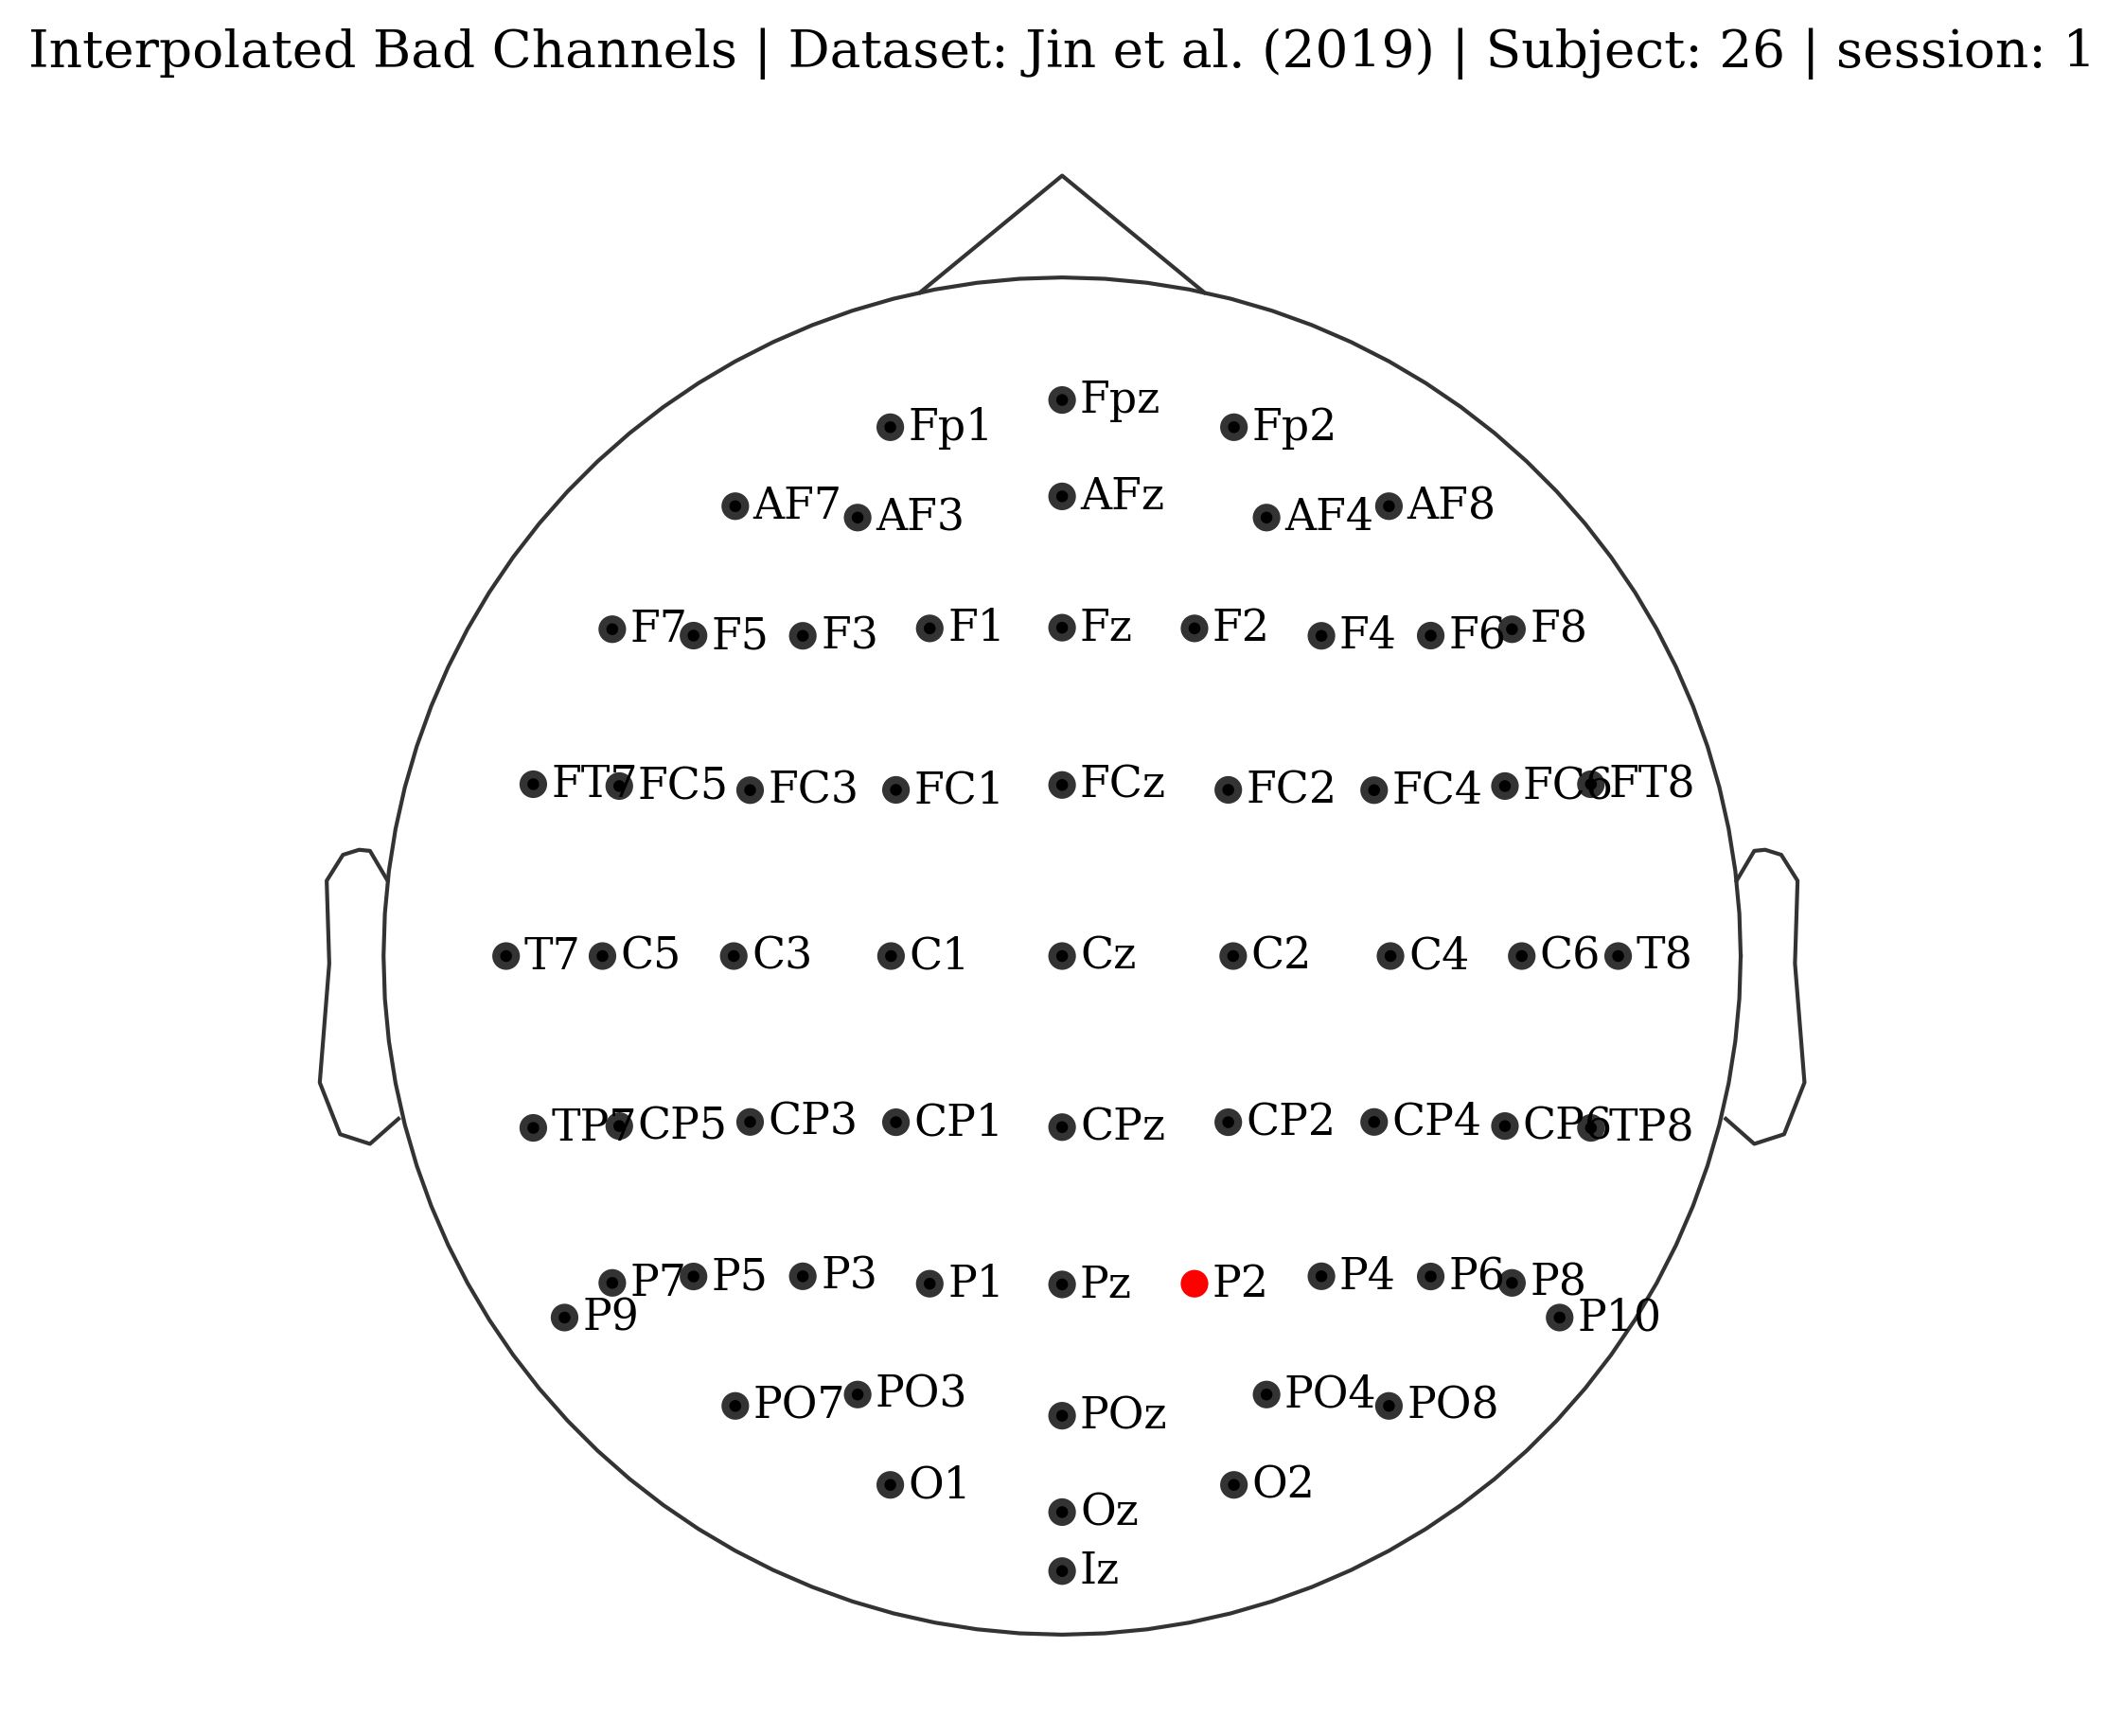 Interpolated Bad Channels | Dataset: Jin et al. (2019) | Subject: 26 | session: 1
Fpz
Fp1 Fp2
AFz
AF7 AF3 AF4 AF8
F7 F5 F3 F1 Fz F2 F4 F6 F8
FT7 FC5 FC3 FC1 FCz FC2 FC4 FC6 FT8
T7 C5 C3 C1 Cz C2 C4 C6 T8
TP7 CP5 CP3 CP1 CPz CP2 CP4 CP6 TP8
P7 P5 P3 P1 Pz P2 P4 P6 P8
P9 P10
PO7 PO3 POz PO4 PO8
O1 O2
Oz
Iz